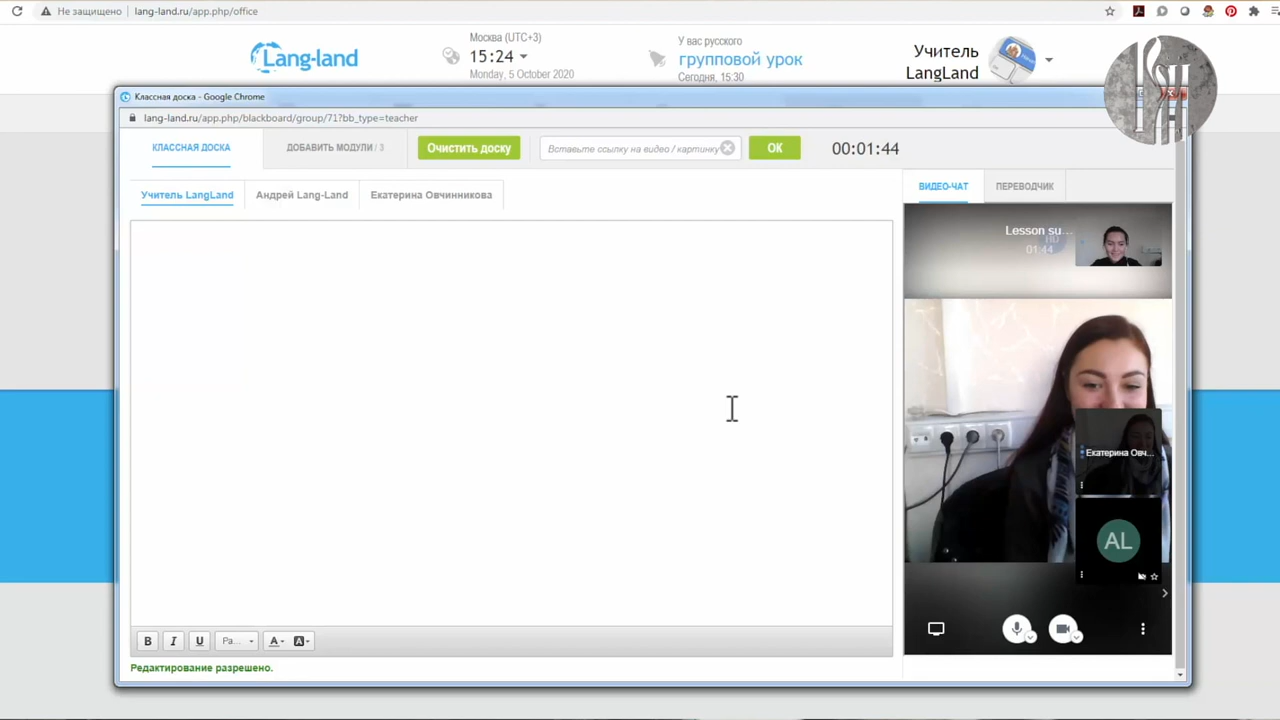 Не защищено
lang-land.ru/app.php/office
Lang-land
Москва (UTC+3)
15:24
Monday, 5 October 2020
У вас русского
групповой урок
Сегодня, 15:30
Учитель
LangLand
Классная доска - Google Chrome
lang-land.ru/app.php/blackboard/group/71?bb_type=teacher
КЛАССНАЯ ДОСКА
ДОБАВИТЬ МОДУЛИ / 3
Очистить доску
Вставьте ссылку на видео / картинку
ОК
00:01:44
Учитель LangLand
Андрей Lang-Land
Екатерина Овчинникова
ВИДЕО-ЧАТ
ПЕРЕВОДЧИК
Lesson su...
HD
01:44
Екатерина Овч...
AL
B
I
U
Ра...
A
A
Редактирование разрешено.